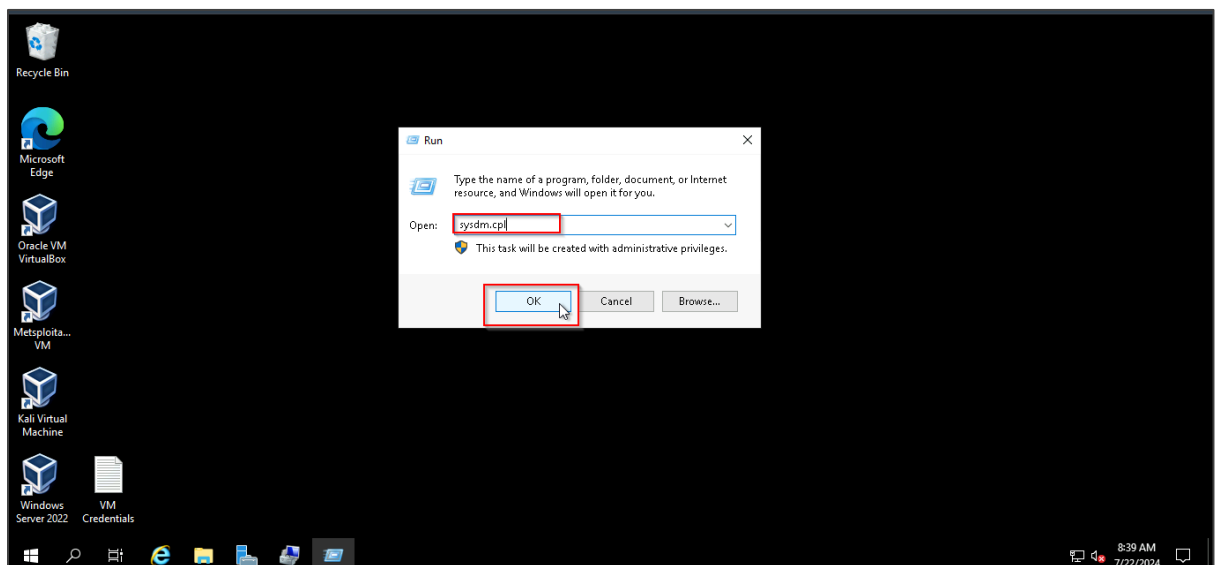 Recycle Bin
Microsoft
Edge
Oracle VM
VirtualBox
Metsploita...
VM
Kali Virtual
Machine
Windows
Server 2022
VM
Credentials
Run
Type the name of a program, folder, document, or Internet
resource, and Windows will open it for you.
Open:
sysdm.cpl
This task will be created with administrative privileges.
OK
Cancel
Browse...
8:39 AM
7/22/2024